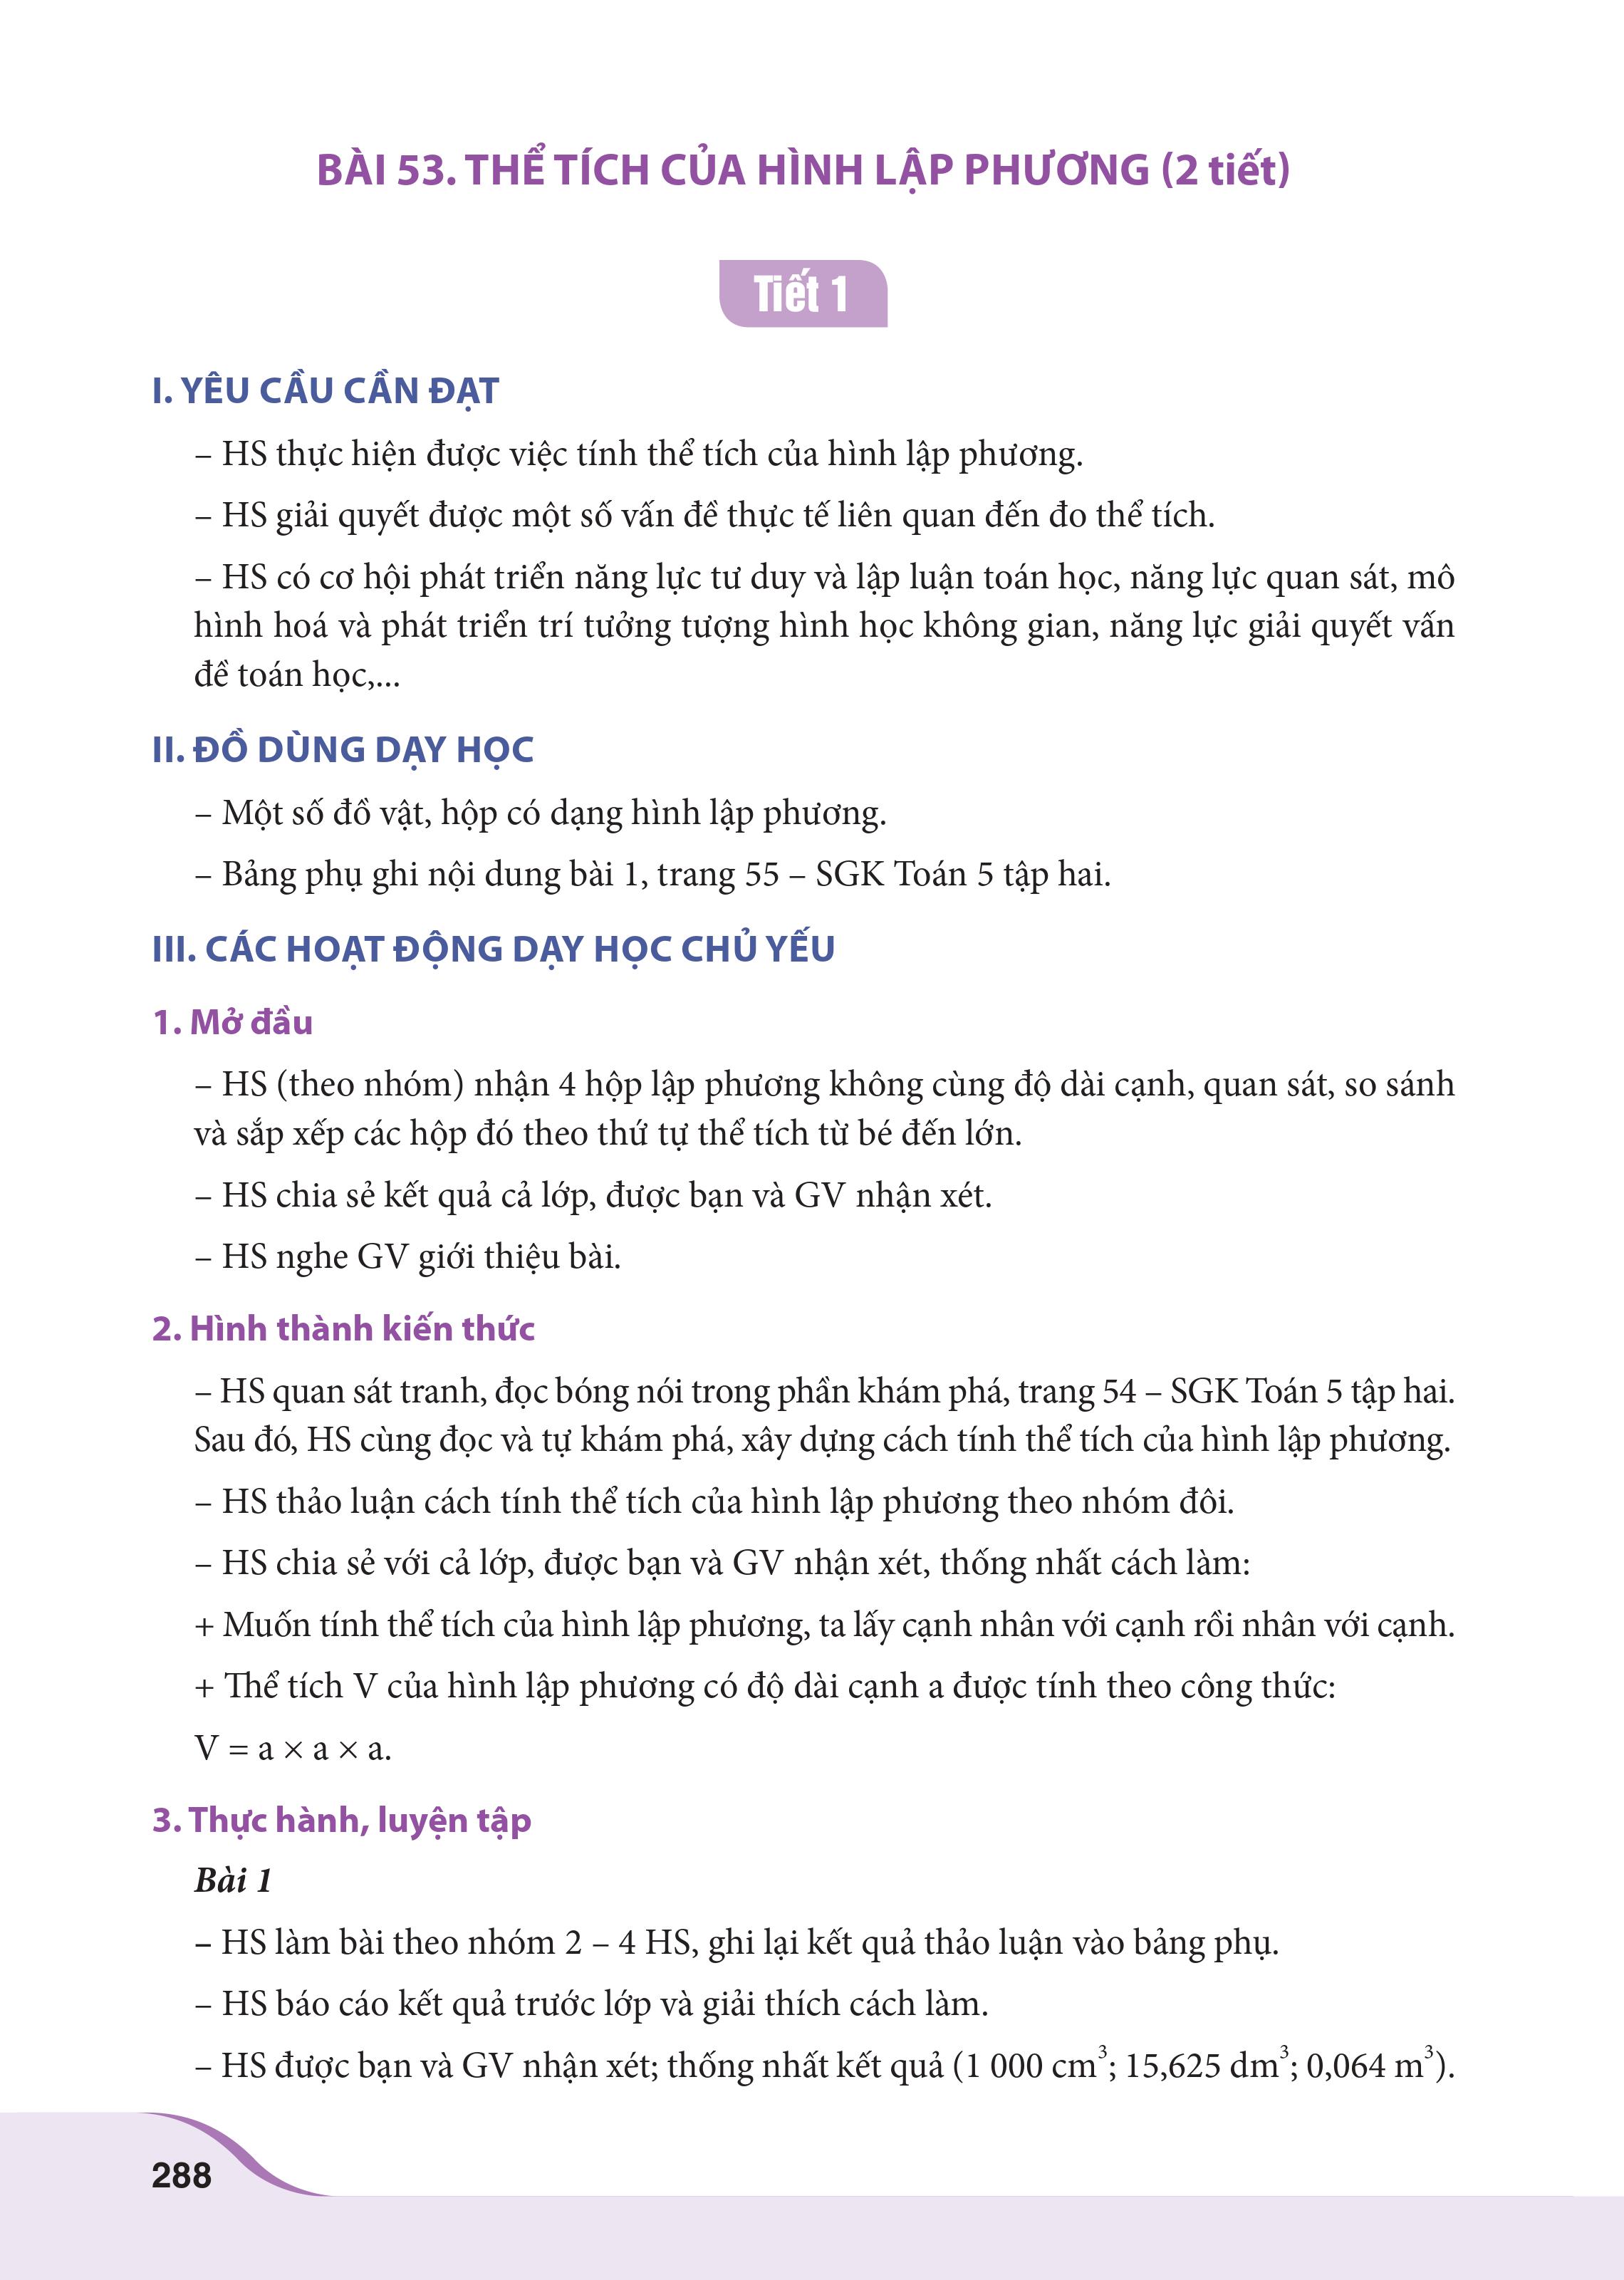 BÀI 53. THỂ TÍCH CỦA HÌNH LẬP PHƯƠNG (2 tiết)
Tiết 1
I. YÊU CẦU CẦN ĐẠT
– HS thực hiện được việc tính thể tích của hình lập phương.
– HS giải quyết được một số vấn đề thực tế liên quan đến đo thể tích.
– HS có cơ hội phát triển năng lực tư duy và lập luận toán học, năng lực quan sát, mô
hình hoá và phát triển trí tưởng tượng hình học không gian, năng lực giải quyết vấn
đề toán học,...
II. ĐỒ DÙNG DẠY HỌC
– Một số đồ vật, hộp có dạng hình lập phương.
– Bảng phụ ghi nội dung bài 1, trang 55 – SGK Toán 5 tập hai.
III. CÁC HOẠT ĐỘNG DẠY HỌC CHỦ YẾU
1. Mở đầu
– HS (theo nhóm) nhận 4 hộp lập phương không cùng độ dài cạnh, quan sát, so sánh
và sắp xếp các hộp đó theo thứ tự thể tích từ bé đến lớn.
– HS chia sẻ kết quả cả lớp, được bạn và GV nhận xét.
– HS nghe GV giới thiệu bài.
2. Hình thành kiến thức
– HS quan sát tranh, đọc bóng nói trong phần khám phá, trang 54 – SGK Toán 5 tập hai.
Sau đó, HS cùng đọc và tự khám phá, xây dựng cách tính thể tích của hình lập phương.
– HS thảo luận cách tính thể tích của hình lập phương theo nhóm đôi.
– HS chia sẻ với cả lớp, được bạn và GV nhận xét, thống nhất cách làm:
+ Muốn tính thể tích của hình lập phương, ta lấy cạnh nhân với cạnh rồi nhân với cạnh.
+ Thể tích V của hình lập phương có độ dài cạnh a được tính theo công thức:
V = a × a × a.
3. Thực hành, luyện tập
Bài 1
– HS làm bài theo nhóm 2 – 4 HS, ghi lại kết quả thảo luận vào bảng phụ.
– HS báo cáo kết quả trước lớp và giải thích cách làm.
– HS được bạn và GV nhận xét; thống nhất kết quả (1 000 cm³; 15,625 dm³; 0,064 m³).
288